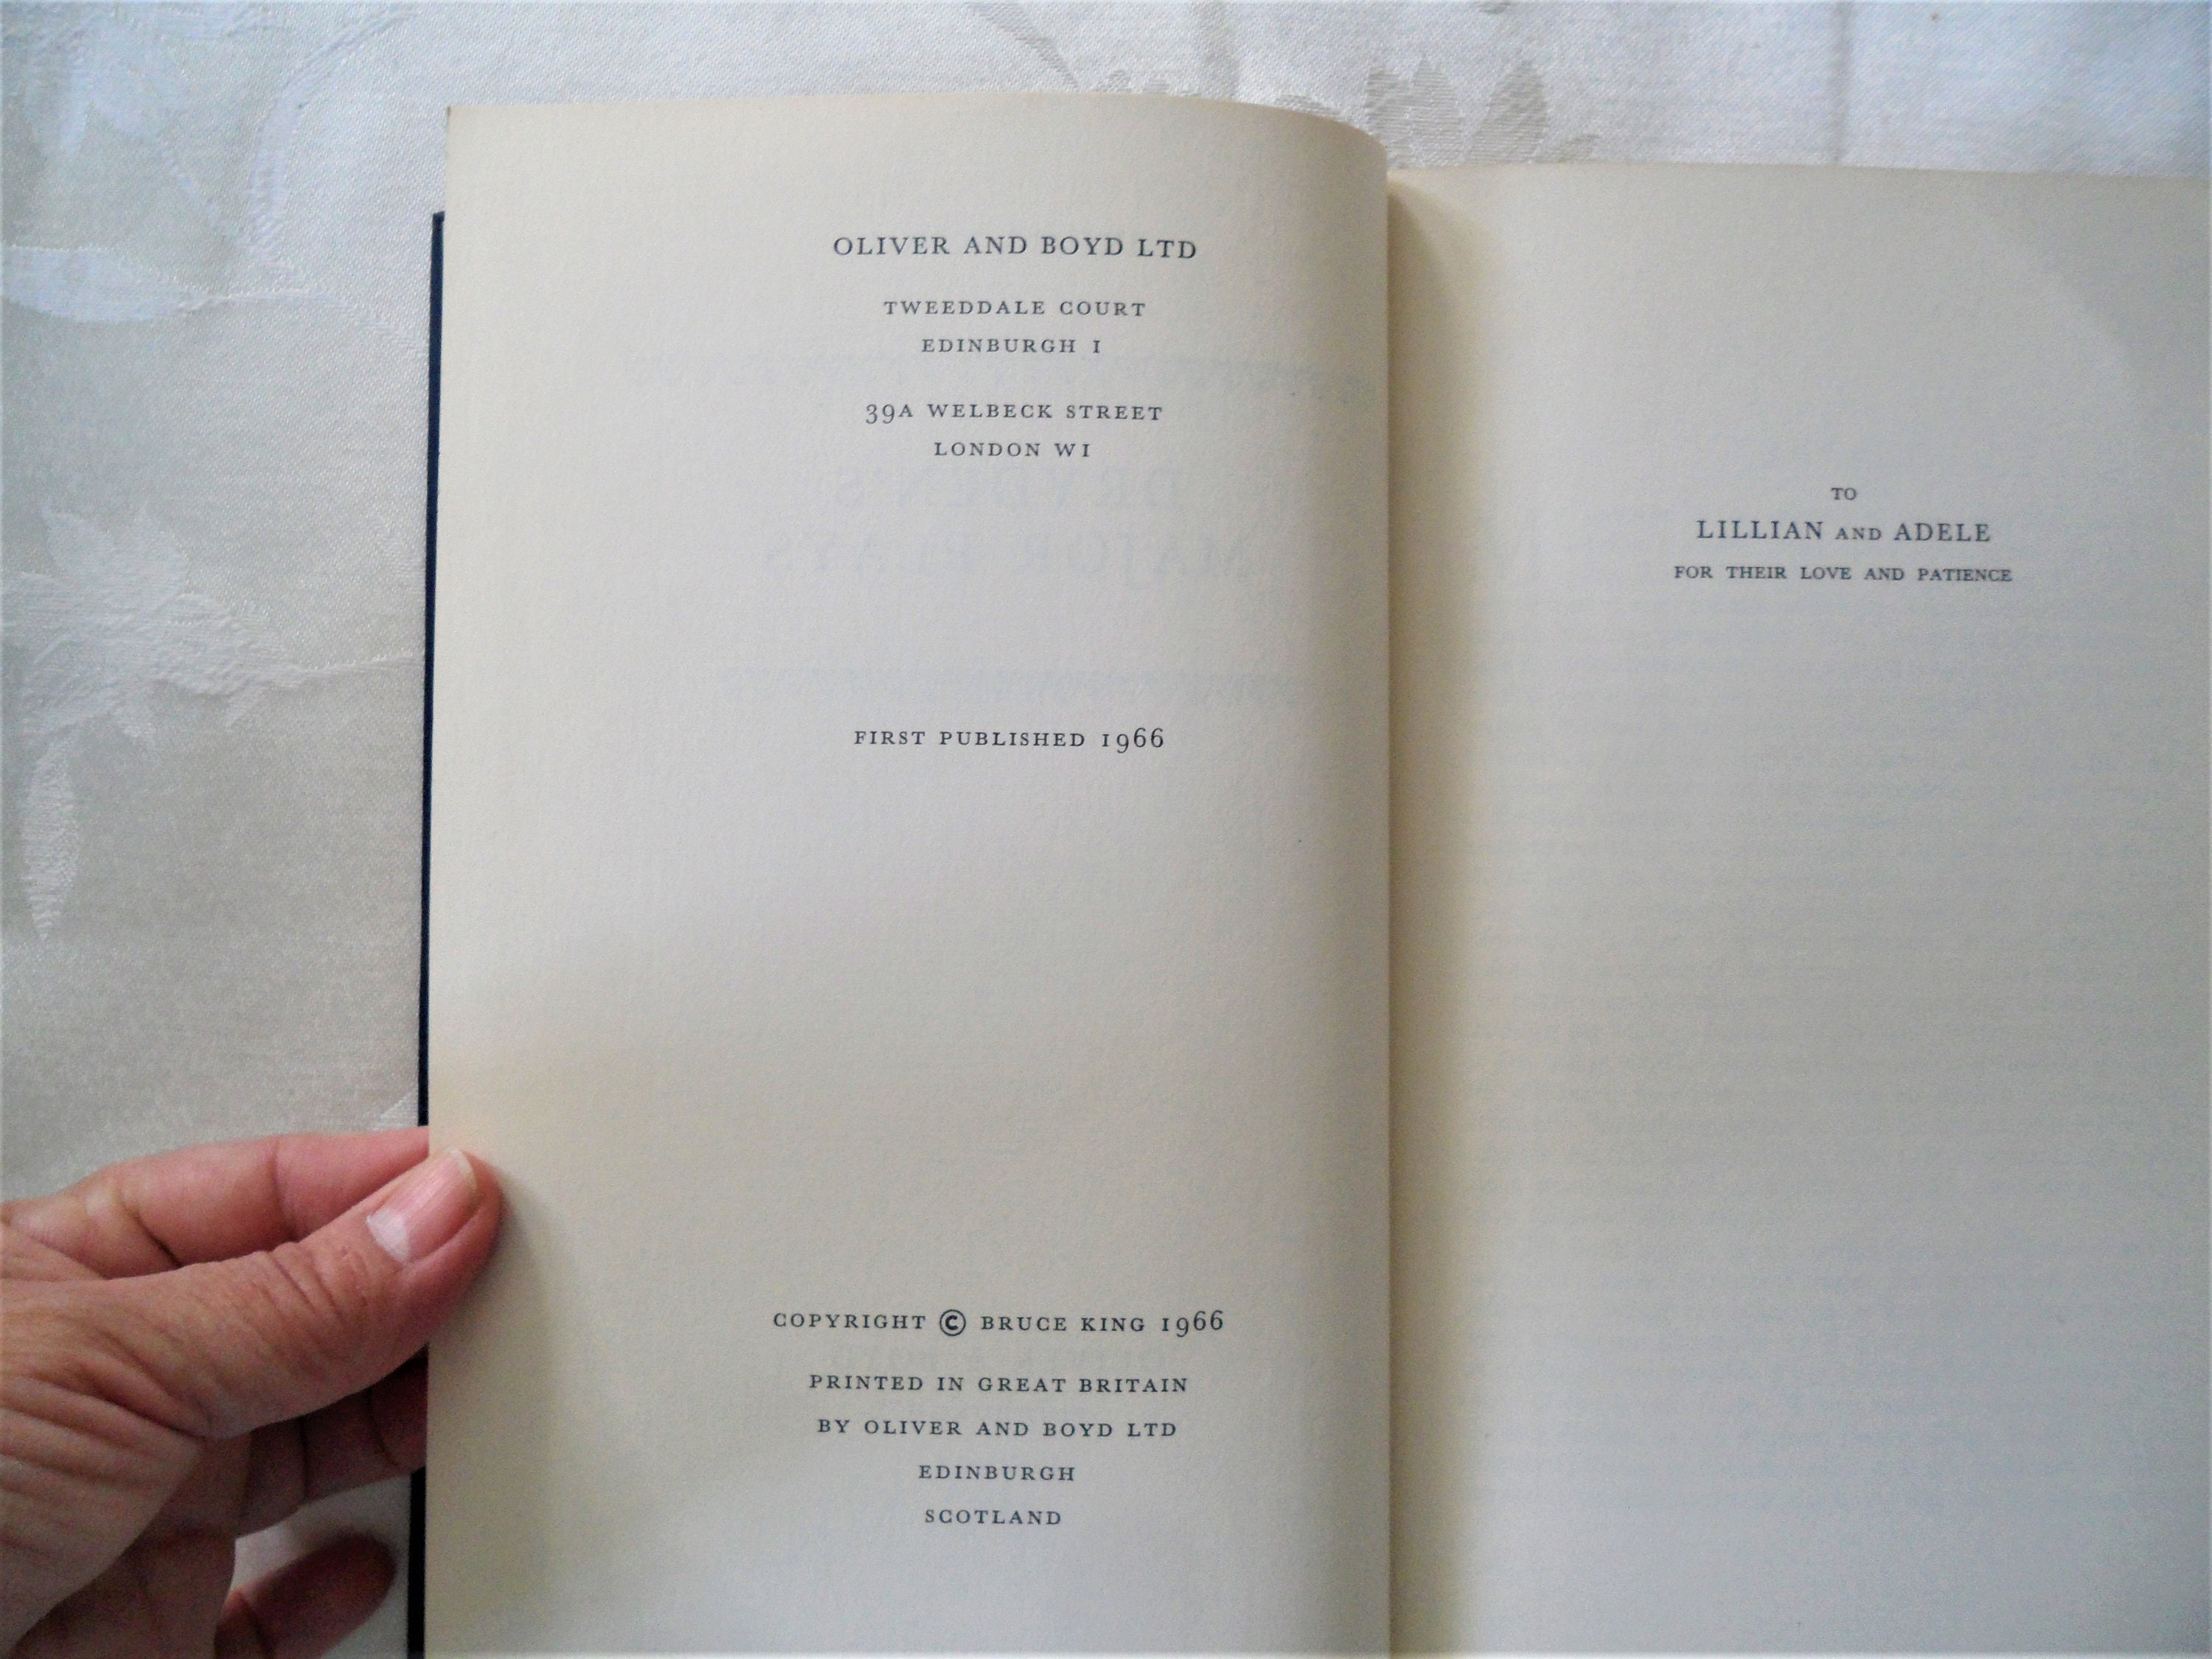 OLIVER AND BOYD LTD
TWEEDDALE COURT
EDINBURGH I
39A WELBECK STREET
LONDON W I
FIRST PUBLISHED 1966
COPYRIGHT © BRUCE KING 1966
PRINTED IN GREAT BRITAIN
BY OLIVER AND BOYD LTD
EDINBURGH
SCOTLAND
TO
LILLIAN AND ADELE
FOR THEIR LOVE AND PATIENCE